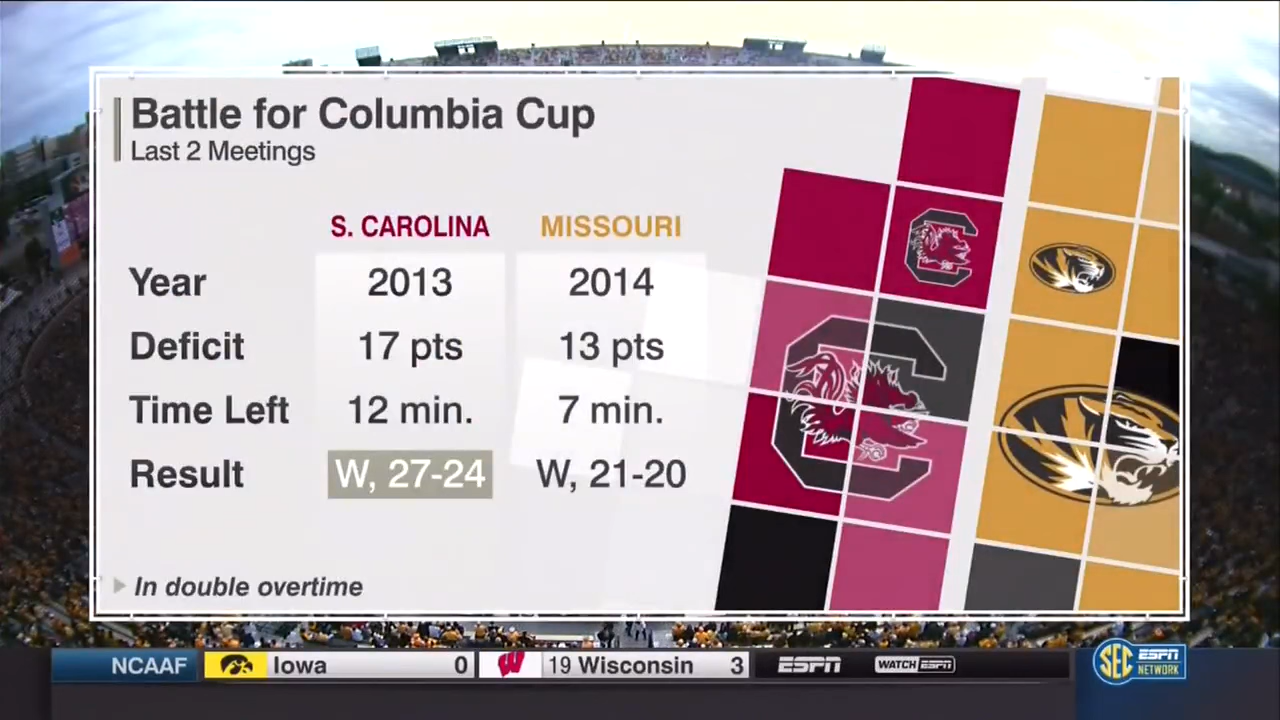 Battle for Columbia Cup
Last 2 Meetings
S. CAROLINA MISSOURI
Year 2013 2014
Deficit 17 pts 13 pts
Time Left 12 min. 7 min.
Result W, 27-24 W, 21-20
In double overtime
NCAAF Iowa 0 19 Wisconsin 3 ESPN WATCH ESPN
SEC ESPN
NETWORK